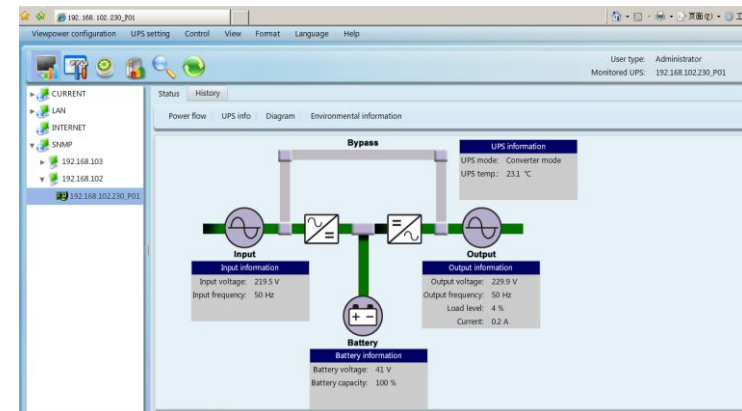 192. 168. 102. 230_P01
页面(P)
Viewpower configuration UPS setting Control View Format Language Help
User type: Administrator
Monitored UPS: 192.168.102.230_P01
CURRENT
LAN
INTERNET
SNMP
192.168.103
192.168.102
192.168.102.230_P01
Status History
Power flow UPS info Diagram Environmental information
Bypass
UPS information
UPS mode: Converter mode
UPS temp.: 23.1 ℃
Input
Input information
Input voltage: 219.5 V
Input frequency: 50 Hz
Output
Output information
Output voltage: 229.9 V
Output frequency: 50 Hz
Load level: 4 %
Current: 0.2 A
Battery
Battery information
Battery voltage: 41 V
Battery capacity: 100 %